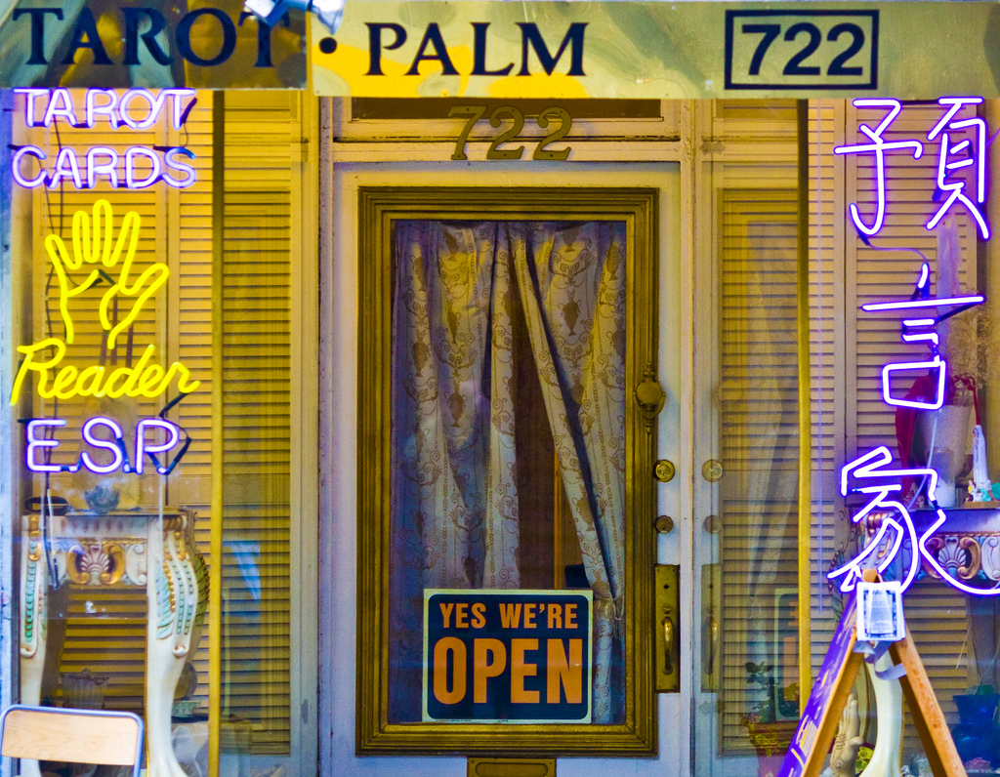 TAROT • PALM 722
722
TAROT
CARDS
Reader
E.S.P.
預言家
YES WE'RE
OPEN